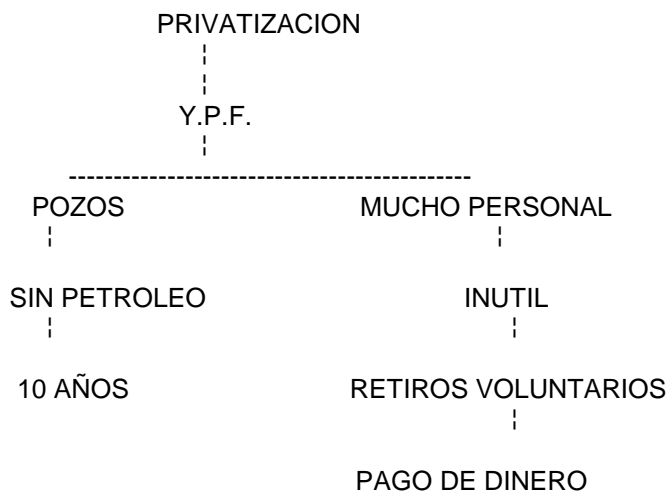 PRIVATIZACION
Y.P.F.
POZOS MUCHO PERSONAL
SIN PETROLEO INUTIL
10 AÑOS RETIROS VOLUNTARIOS
PAGO DE DINERO